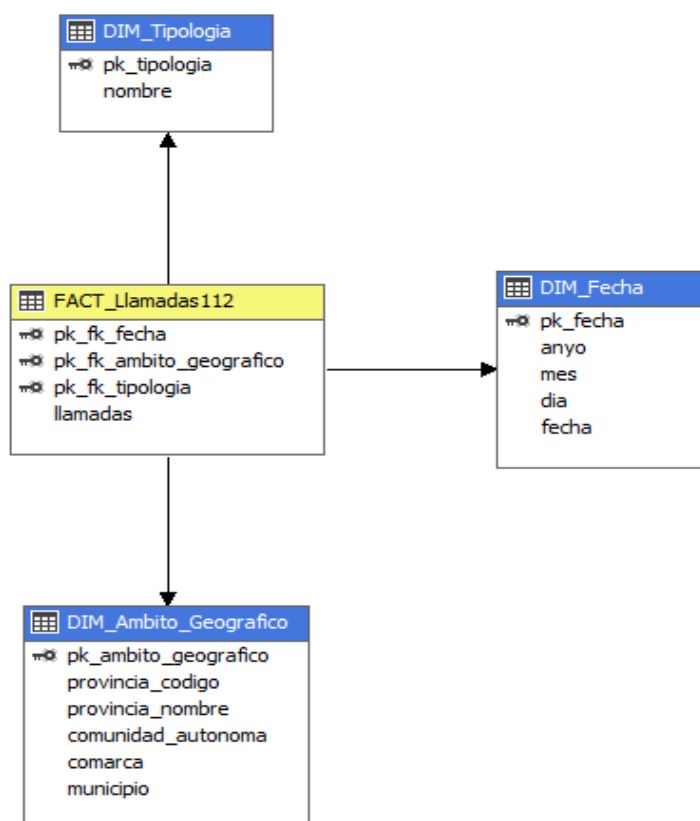 DIM_Tipologia
pk_tipologia
nombre
FACT_Llamadas112
pk_fk_fecha
pk_fk_ambito_geografico
pk_fk_tipologia
llamadas
DIM_Fecha
pk_fecha
anyo
mes
dia
fecha
DIM_Ambito_Geografico
pk_ambito_geografico
provincia_codigo
provincia_nombre
comunidad_autonoma
comarca
municipio